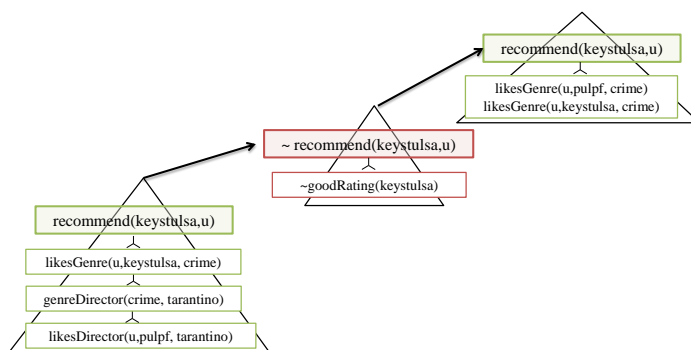 recommend(keystulsa,u)
likesGenre(u,pulpf, crime)
likesGenre(u,keystulsa, crime)
~ recommend(keystulsa,u)
~goodRating(keystulsa)
recommend(keystulsa,u)
likesGenre(u,keystulsa, crime)
genreDirector(crime, tarantino)
likesDirector(u,pulpf, tarantino)